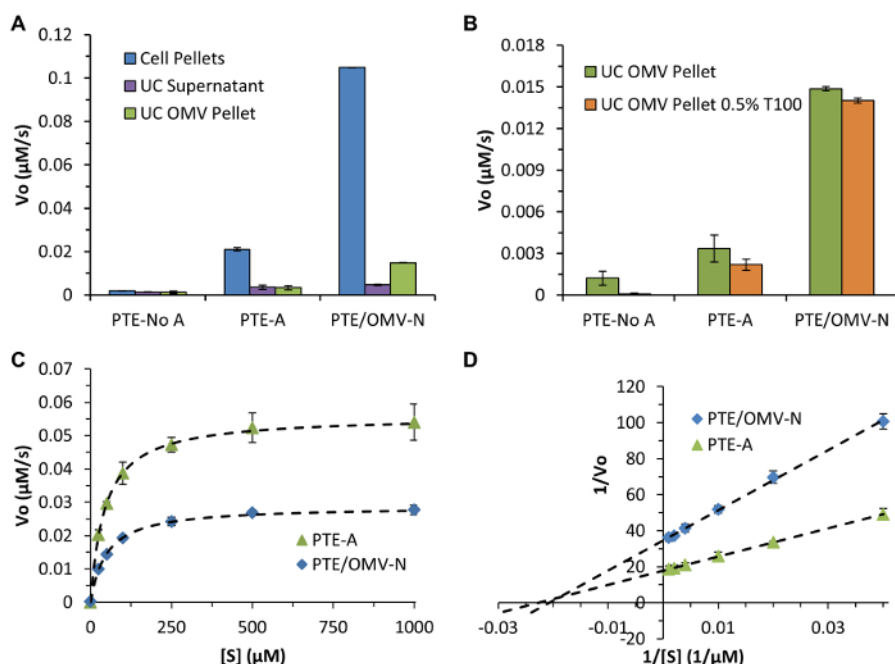 A
Vo (µM/s)
0.12
0.1
0.08
0.06
0.04
0.02
0
Cell Pellets
UC Supernatant
UC OMV Pellet
PTE-No A
PTE-A
PTE/OMV-N
B
Vo (µM/s)
0.018
0.015
0.012
0.009
0.006
0.003
0
UC OMV Pellet
UC OMV Pellet 0.5% T100
PTE-No A
PTE-A
PTE/OMV-N
C
Vo (µM/s)
0.07
0.06
0.05
0.04
0.03
0.02
0.01
0
PTE-A
PTE/OMV-N
0
250
500
750
1000
[S] (µM)
D
1/Vo
120
100
80
60
40
20
0
PTE/OMV-N
PTE-A
-0.03
-0.01
0.01
0.03
1/[S] (1/µM)